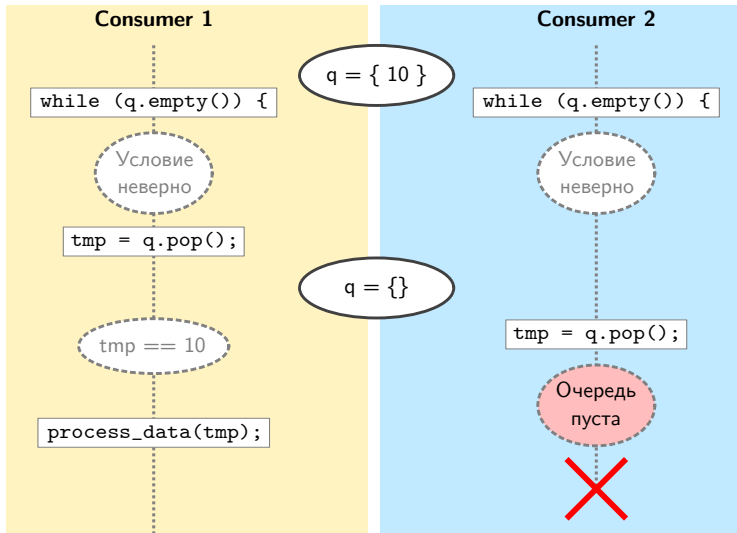 Consumer 1
Consumer 2
q = { 10 }
while (q.empty()) {
while (q.empty()) {
Условие
неверно
Условие
неверно
tmp = q.pop();
q = {}
tmp = q.pop();
tmp == 10
Очередь
пуста
process_data(tmp);